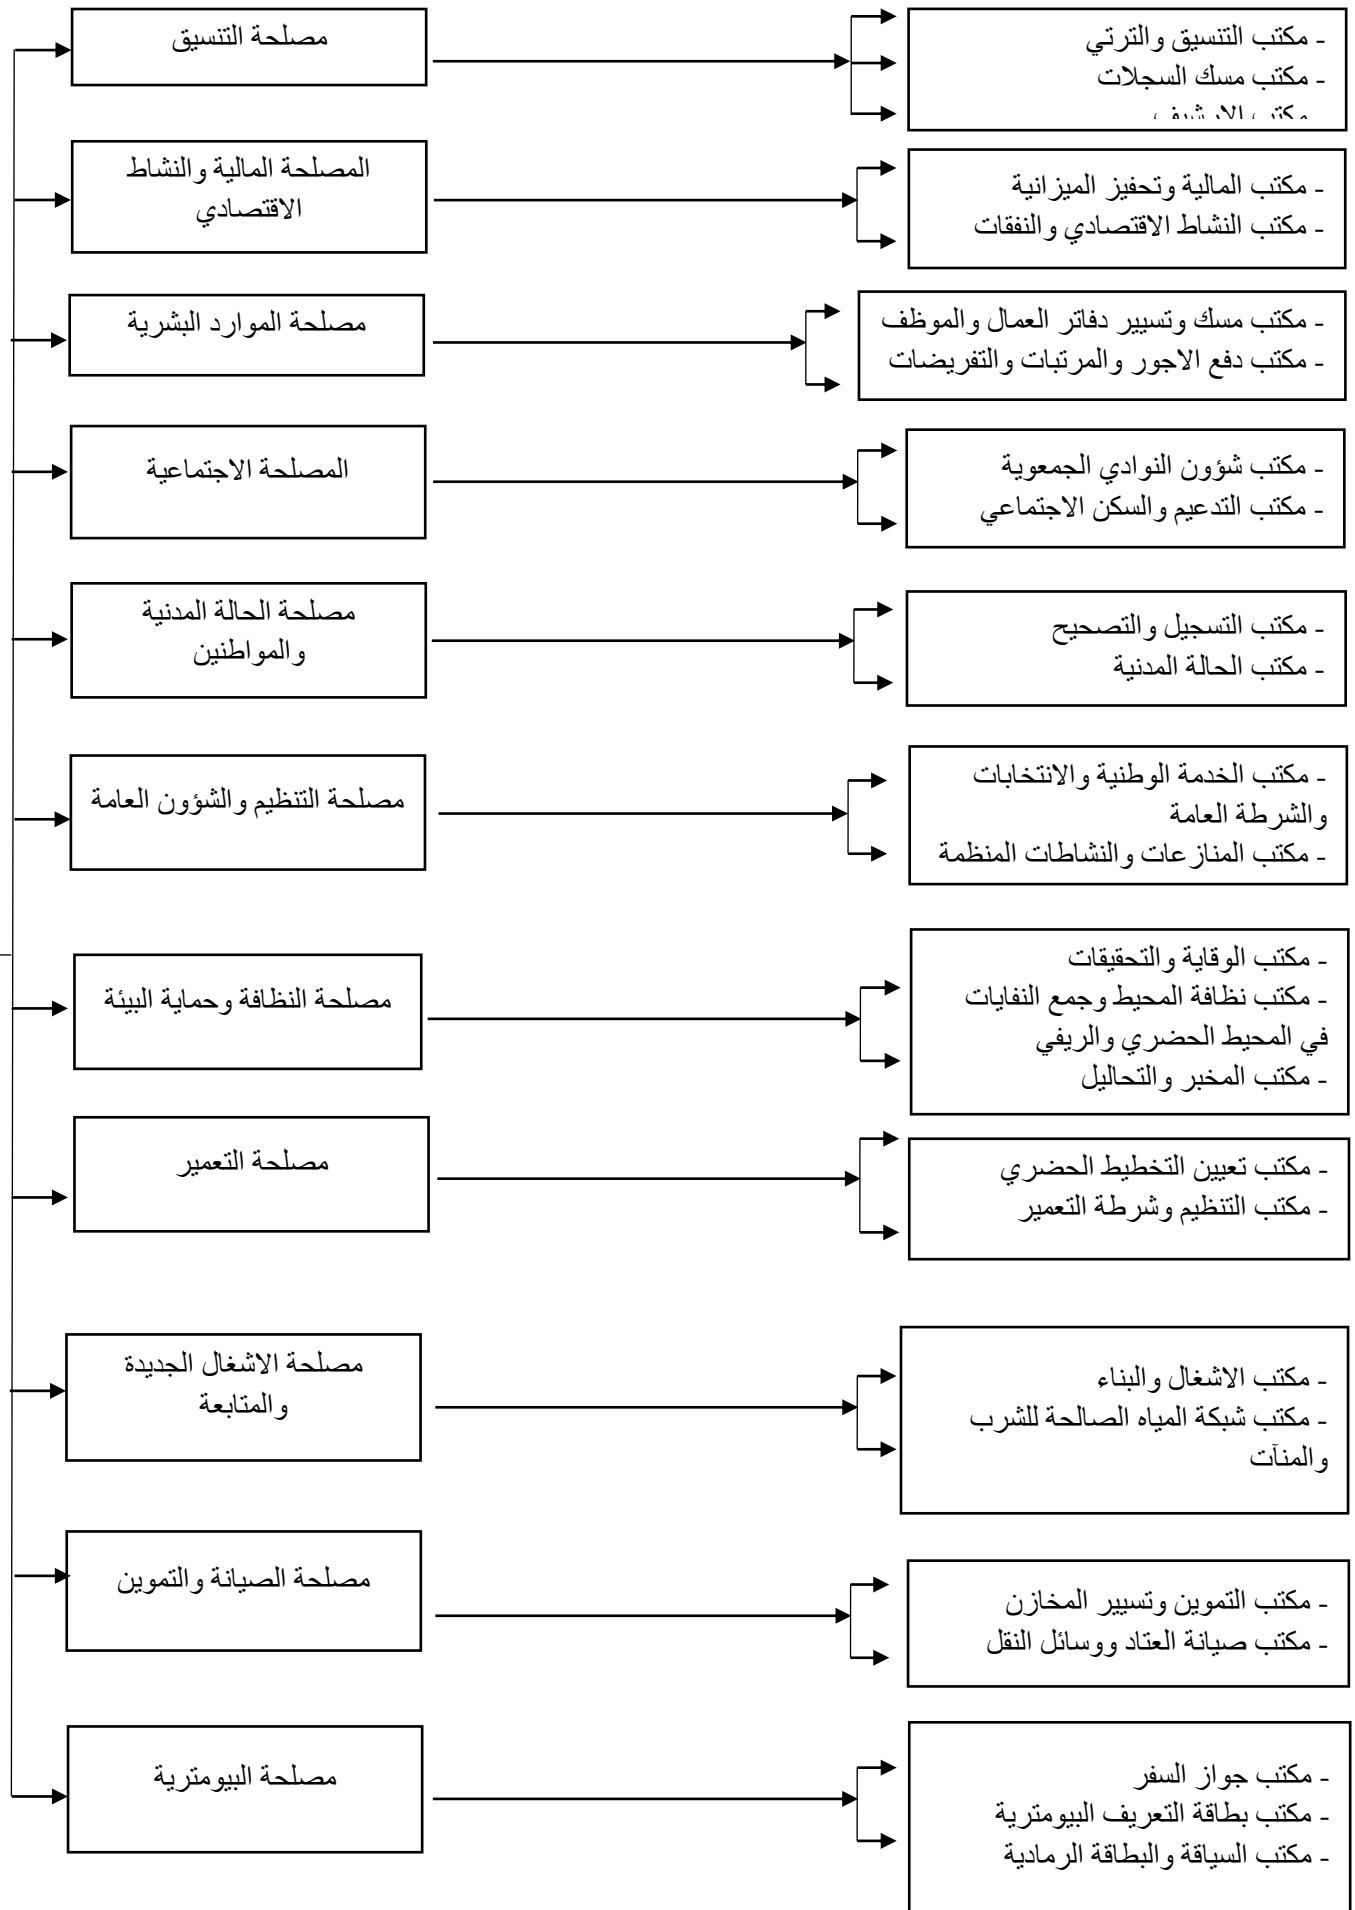 مصلحة التنسيق
- مكتب التنسيق والترتي
- مكتب مسك السجلات
مكتب الارشيف
المصلحة المالية والنشاط
الاقتصادي
- مكتب المالية وتحفيز الميزانية
- مكتب النشاط الاقتصادي والنفقات
مصلحة الموارد البشرية
- مكتب مسك وتسيير دفاتر العمال والموظف
- مكتب دفع الاجور والمرتبات والتفريضات
المصلحة الاجتماعية
- مكتب شؤون النوادي الجمعوية
- مكتب التدعيم والسكن الاجتماعي
مصلحة الحالة المدنية
والمواطنين
- مكتب التسجيل والتصحيح
- مكتب الحالة المدنية
مصلحة التنظيم والشؤون العامة
- مكتب الخدمة الوطنية والانتخابات
والشرطة العامة
- مكتب المنازعات والنشاطات المنظمة
مصلحة النظافة وحماية البيئة
- مكتب الوقاية والتحقيقات
- مكتب نظافة المحيط وجمع النفايات
في المحيط الحضري والريفي
- مكتب المخبر والتحاليل
مصلحة التعمير
- مكتب تعيين التخطيط الحضري
- مكتب التنظيم وشرطة التعمير
مصلحة الاشغال الجديدة
والمتابعة
- مكتب الاشغال والبناء
- مكتب شبكة المياه الصالحة للشرب
والمنآت
مصلحة الصيانة والتموين
- مكتب التموين وتسيير المخازن
- مكتب صيانة العتاد ووسائل النقل
مصلحة البيومترية
- مكتب جواز السفر
- مكتب بطاقة التعريف البيومترية
- مكتب السياقة والبطاقة الرمادية